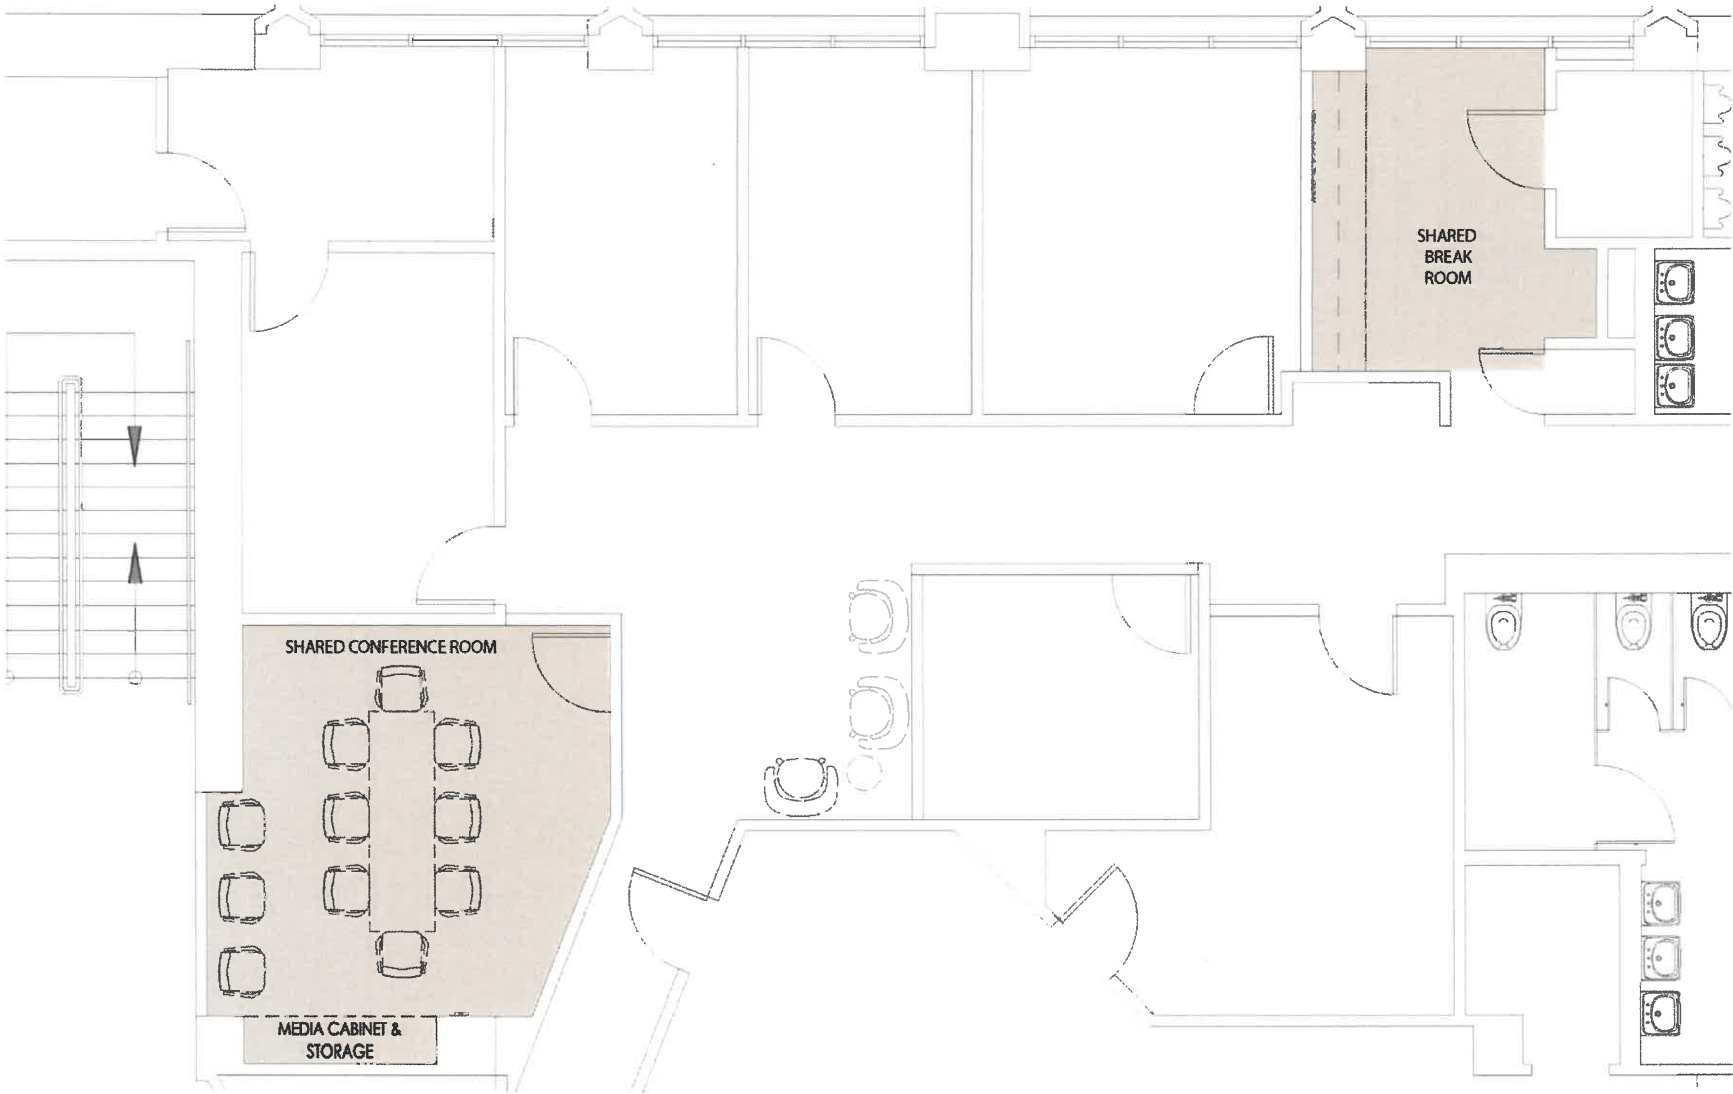 SHARED
BREAK
ROOM
SHARED CONFERENCE ROOM
MEDIA CABINET &
STORAGE